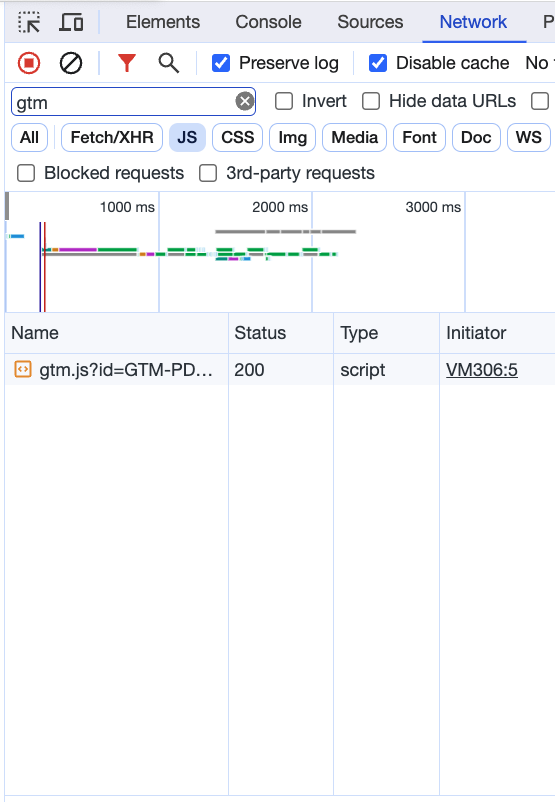 Elements Console Sources Network
Preserve log Disable cache No
gtm Invert Hide data URLs
All Fetch/XHR JS CSS Img Media Font Doc WS
Blocked requests 3rd-party requests
1000 ms 2000 ms 3000 ms
Name Status Type Initiator
gtm.js?id=GTM-PD… 200 script VM306:5